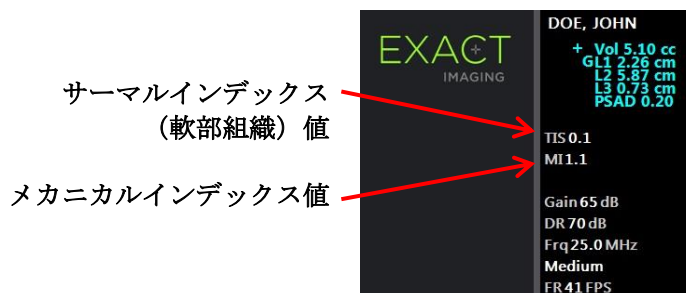 サーマルインデックス
（軟部組織）値
メカニカルインデックス値
EXACT
IMAGING
DOE, JOHN
+ Vol 5.10 cc
GL1 2.26 cm
L2 5.87 cm
L3 0.73 cm
PSAD 0.20
TIS 0.1
MI 1.1
Gain 65 dB
DR 70 dB
Frq 25.0 MHz
Medium
FR 41 FPS